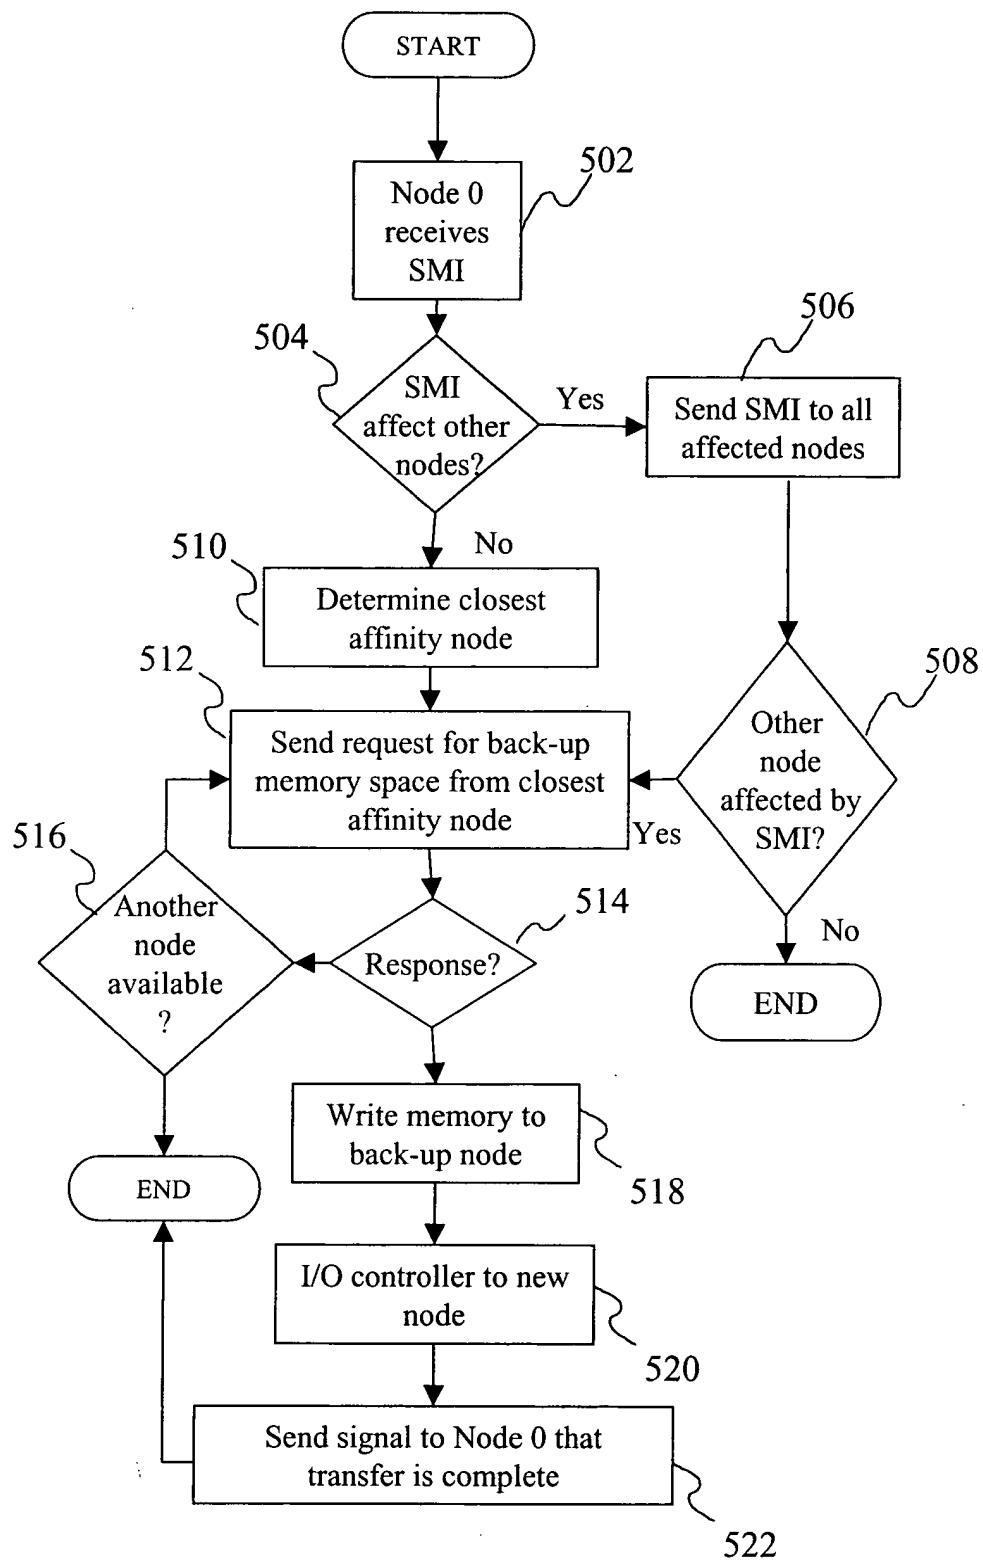 START
502
Node 0
receives
SMI
504
SMI
affect other
nodes?
Yes
506
Send SMI to all
affected nodes
No
510
Determine closest
affinity node
512
Send request for back-up
memory space from closest
affinity node
508
Other
node
affected by
SMI?
Yes
No
END
516
Another
node
available
?
514
Response?
END
Write memory to
back-up node
518
I/O controller to new
node
520
Send signal to Node 0 that
transfer is complete
522